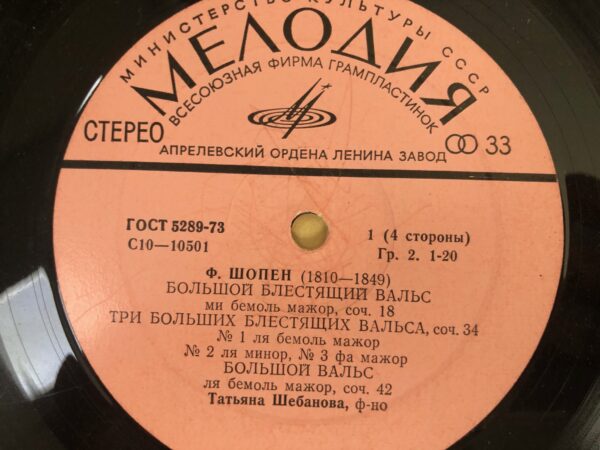 МИНИСТЕРСТВО КУЛЬТУРЫ СССР
МЕЛОДИЯ
ВСЕСОЮЗНАЯ ФИРМА ГРАМПЛАСТИНОК
СТЕРЕО
33
АПРЕЛЕВСКИЙ ОРДЕНА ЛЕНИНА ЗАВОД
ГОСТ 5289-73
С10—10501
1 (4 стороны)
Гр. 2. 1-20
Ф. ШОПЕН (1810—1849)
БОЛЬШОЙ БЛЕСТЯЩИЙ ВАЛЬС
ми бемоль мажор, соч. 18
ТРИ БОЛЬШИХ БЛЕСТЯЩИХ ВАЛЬСА, соч. 34
№ 1 ля бемоль мажор
№ 2 ля минор, № 3 фа мажор
БОЛЬШОЙ ВАЛЬС
ля бемоль мажор, соч. 42
Татьяна Шебанова, ф-но